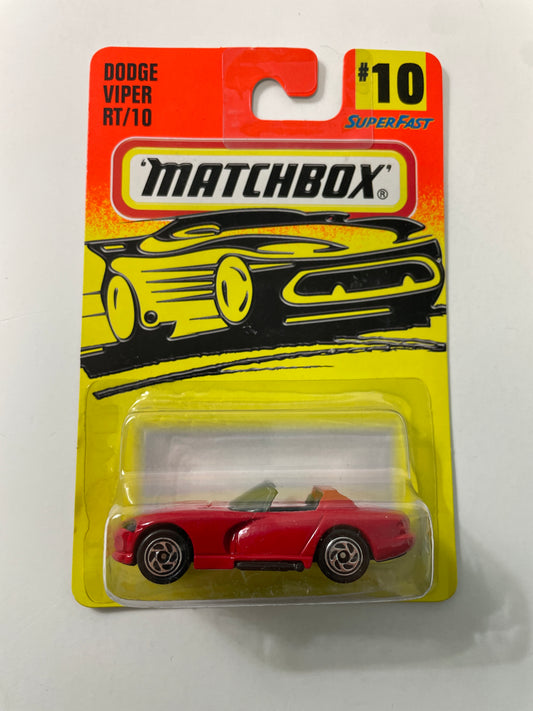 DODGE
VIPER
RT/10
#10
SUPERFAST
'MATCHBOX'®